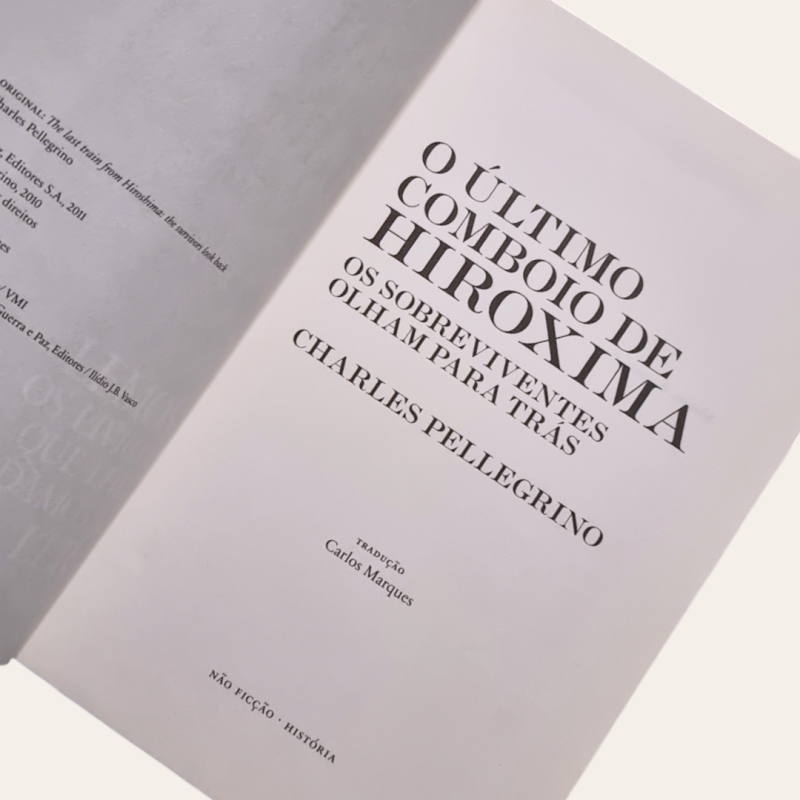 ORIGINAL: The last train from Hiroshima: the survivors look back
Charles Pellegrino
Editores S.A., 2011
2010
direitos
/ VMI
Guerra e Paz, Editores / Ilídio J.B. Vasco
O ÚLTIMO
COMBOIO DE
HIROXIMA
OS SOBREVIVENTES
OLHAM PARA TRÁS
CHARLES PELLEGRINO
TRADUÇÃO
Carlos Marques
NÃO FICÇÃO · HISTÓRIA